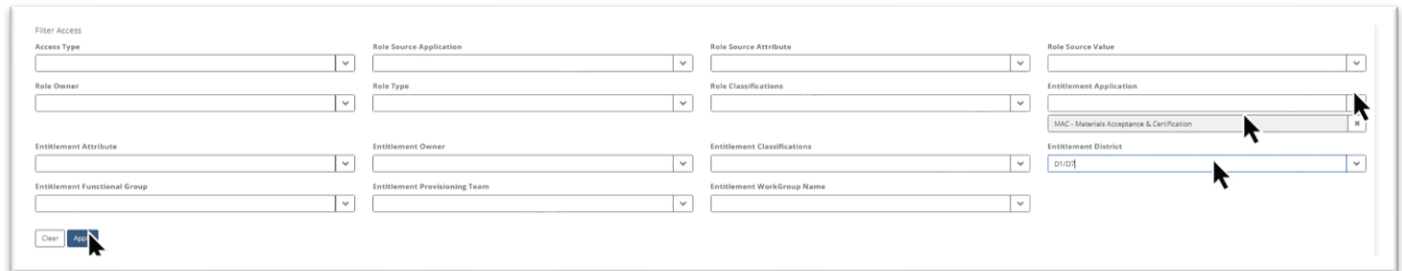 Filter Access
Access Type Role Source Application Role Source Attribute Role Source Value
Role Owner Role Type Role Classifications Entitlement Application
MAC - Materials Acceptance & Certification ×
Entitlement Attribute Entitlement Owner Entitlement Classifications Entitlement District
D1/D7
Entitlement Functional Group Entitlement Provisioning Team Entitlement WorkGroup Name
Clear